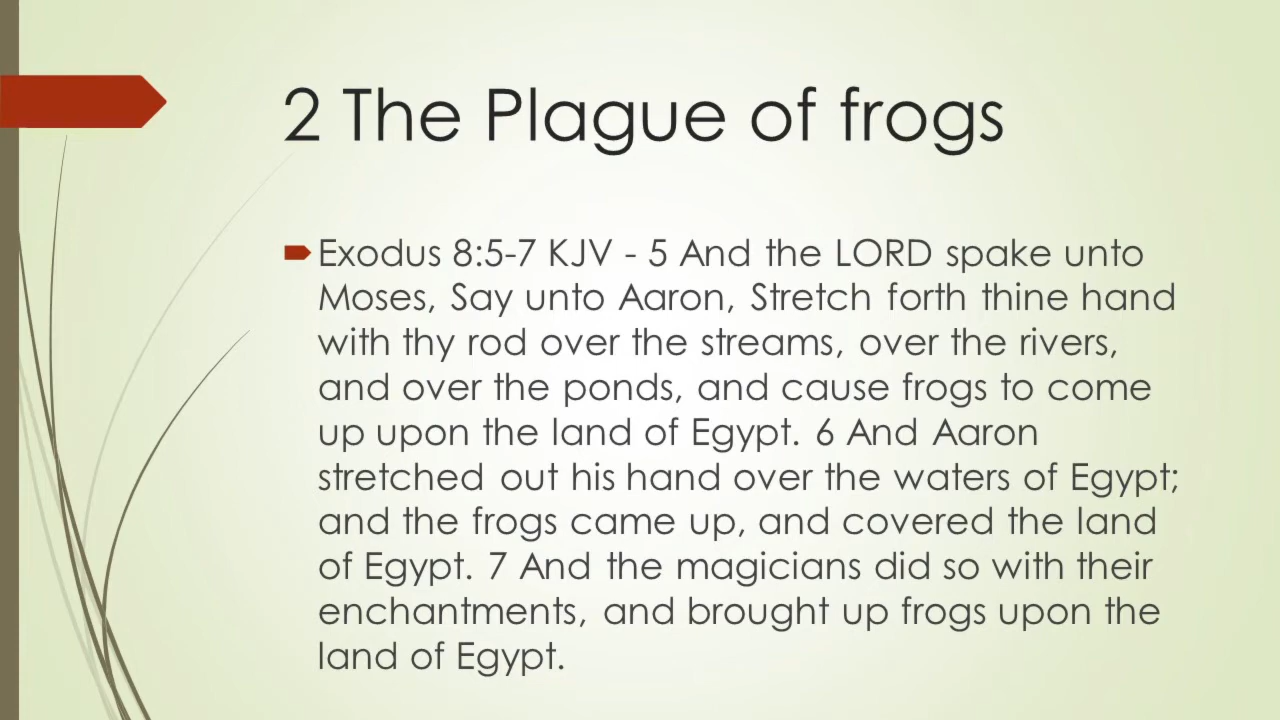 2 The Plague of frogs
Exodus 8:5-7 KJV - 5 And the LORD spake unto
Moses, Say unto Aaron, Stretch forth thine hand
with thy rod over the streams, over the rivers,
and over the ponds, and cause frogs to come
up upon the land of Egypt. 6 And Aaron
stretched out his hand over the waters of Egypt;
and the frogs came up, and covered the land
of Egypt. 7 And the magicians did so with their
enchantments, and brought up frogs upon the
land of Egypt.